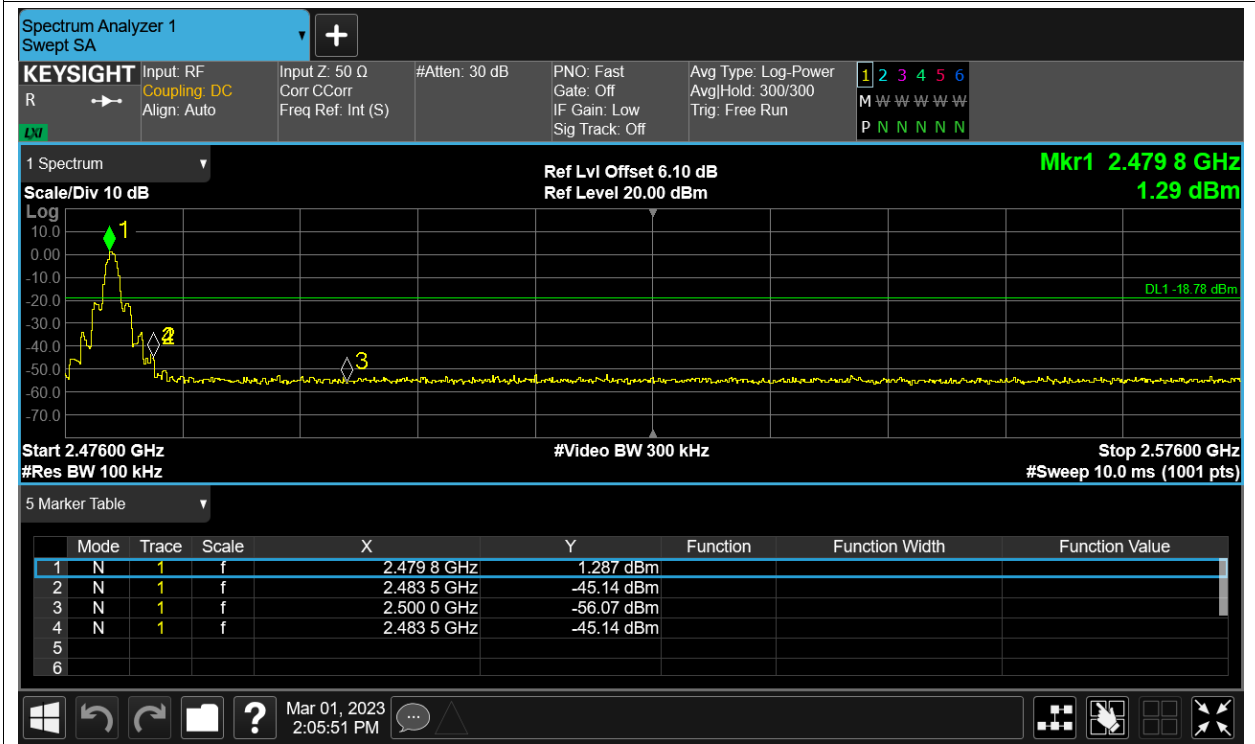 Spectrum Analyzer 1
Swept SA
+
KEYSIGHT Input: RF Input Z: 50 Ω #Atten: 30 dB PNO: Fast Avg Type: Log-Power 1 2 3 4 5 6
R Coupling: DC Corr CCorr Gate: Off Avg|Hold: 300/300 M W W W W W
Align: Auto Freq Ref: Int (S) IF Gain: Low Trig: Free Run
LXI Sig Track: Off P N N N N N
1 Spectrum Ref Lvl Offset 6.10 dB Mkr1 2.479 8 GHz
Scale/Div 10 dB Ref Level 20.00 dBm 1.29 dBm
Log
10.0 1
0.00
-10.0
DL1 -18.78 dBm
-20.0
-30.0
-40.0
3
-50.0
-60.0
-70.0
Start 2.47600 GHz #Video BW 300 kHz Stop 2.57600 GHz
#Res BW 100 kHz #Sweep 10.0 ms (1001 pts)
5 Marker Table
Mode Trace Scale X Y Function Function Width Function Value
1 N 1 f 2.479 8 GHz 1.287 dBm
2 N 1 f 2.483 5 GHz -45.14 dBm
3 N 1 f 2.500 0 GHz -56.07 dBm
4 N 1 f 2.483 5 GHz -45.14 dBm
5
6
? Mar 01, 2023
2:05:51 PM